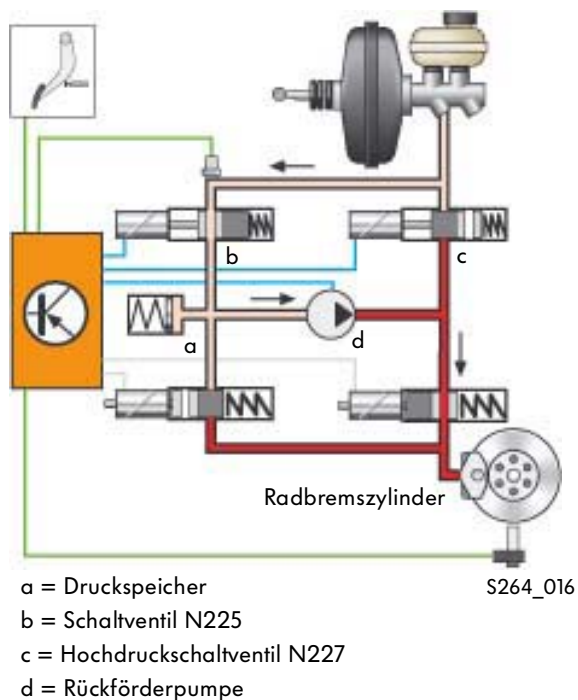 b
c
a
d
Radbremszylinder
S264_016
a = Druckspeicher
b = Schaltventil N225
c = Hochdruckschaltventil N227
d = Rückförderpumpe